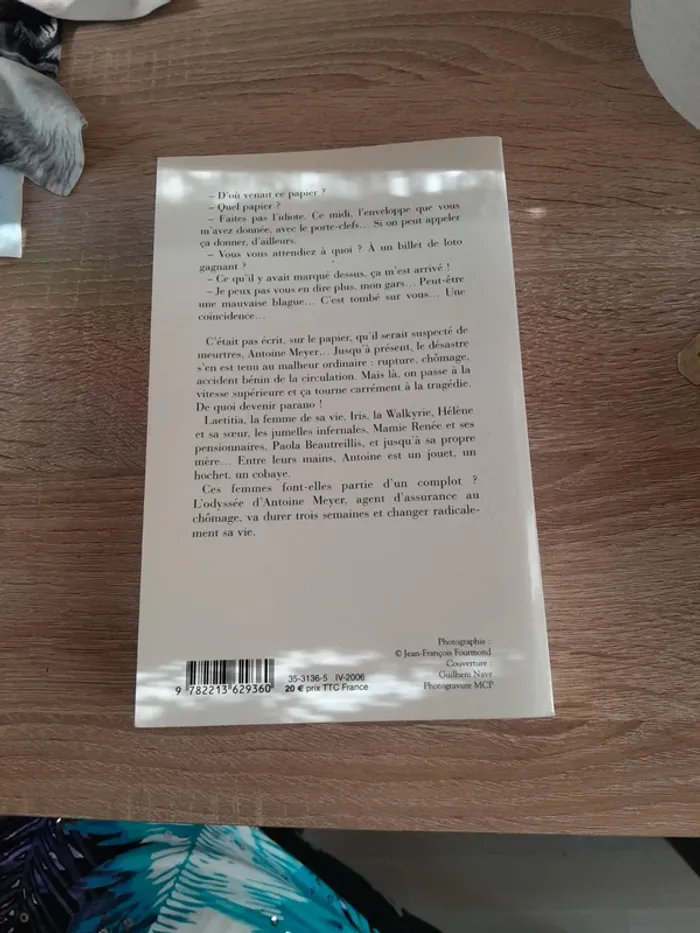 – D'où venait ce papier ?
– Quel papier ?
– Faites pas l'idiote. Ce midi, l'enveloppe que vous
m'avez donnée, avec le porte-clefs... Si on peut appeler
ça donner, d'ailleurs.
– Vous vous attendiez à quoi ? À un billet de loto
gagnant ?
– Ce qu'il y avait marqué dessus, ça m'est arrivé !
– Je peux pas vous en dire plus, mon gars... Peut-être
une mauvaise blague... C'est tombé sur vous... Une
coïncidence...
C'était pas écrit, sur le papier, qu'il serait suspecté de
meurtres, Antoine Meyer... Jusqu'à présent, le désastre
s'en est tenu au malheur ordinaire : rupture, chômage,
accident bénin de la circulation. Mais là, on passe à la
vitesse supérieure et ça tourne carrément à la tragédie.
De quoi devenir parano !
Laetitia, la femme de sa vie, Iris, la Walkyrie, Hélène
et sa sœur, les jumelles infernales, Mamie Renée et ses
pensionnaires, Paola Beautreillis, et jusqu'à sa propre
mère... Entre leurs mains, Antoine est un jouet, un
hochet, un cobaye.
Ces femmes font-elles partie d'un complot ?
L'odyssée d'Antoine Meyer, agent d'assurance au
chômage, va durer trois semaines et changer radicale-
ment sa vie.
Photographie :
© Jean-François Fourmond
Couverture :
Guilhem Nave
Photogravure MCP
35-3136-5 IV-2006
20 € prix TTC France
9 782213 629360